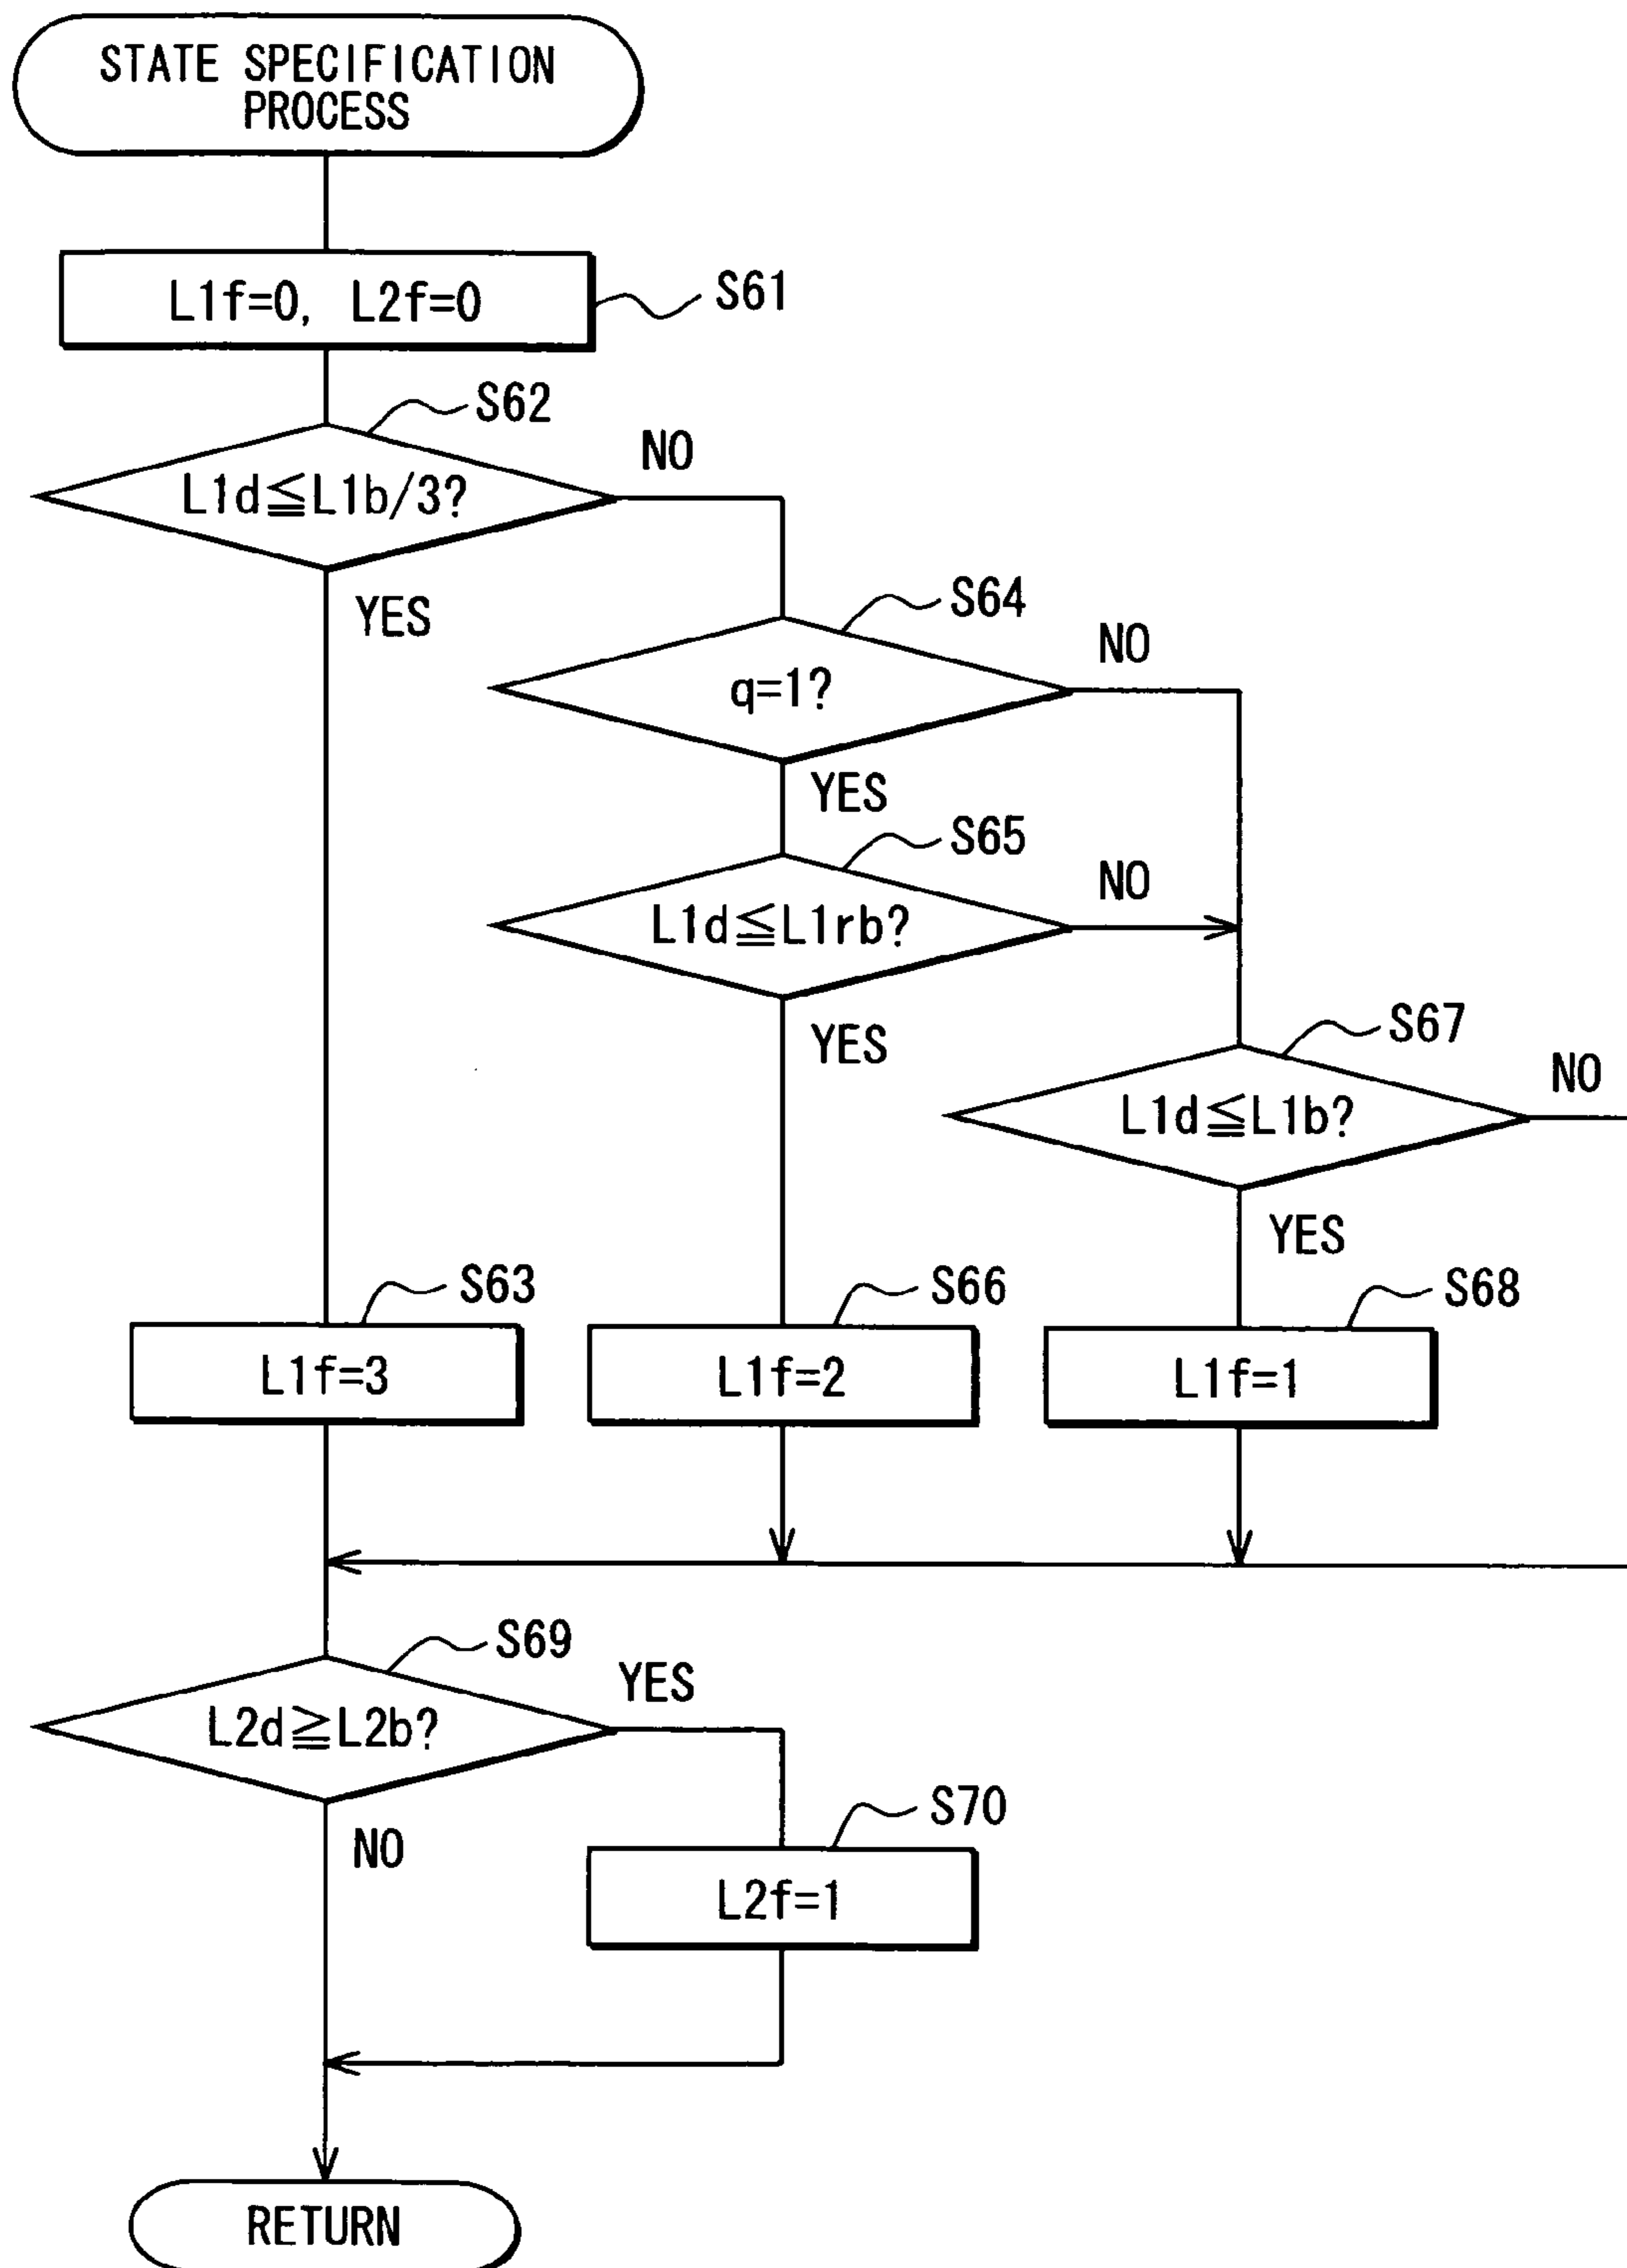 STATE SPECIFICATION
PROCESS
L1f=0, L2f=0
S61
S62
L1d≦L1b/3?
NO
YES
S64
q=1?
NO
YES
S65
L1d≦L1rb?
NO
YES
S67
L1d≦L1b?
NO
YES
S63
L1f=3
S66
L1f=2
S68
L1f=1
S69
L2d≧L2b?
YES
NO
S70
L2f=1
RETURN